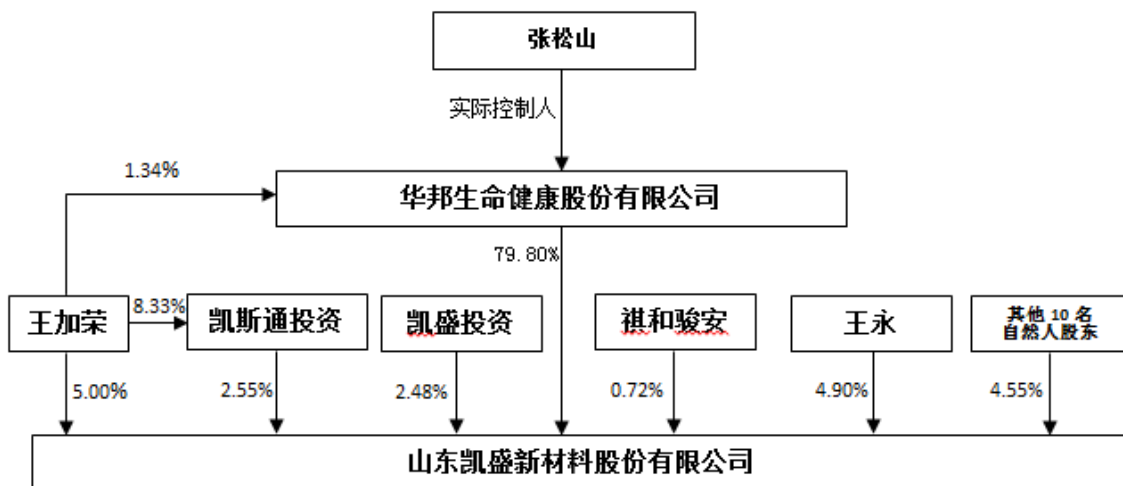 张松山
实际控制人
1.34%
华邦生命健康股份有限公司
79.80%
王加荣
8.33%
凯斯通投资
凯盛投资
祺和骏安
王永
其他 10 名
自然人股东
5.00%
2.55%
2.48%
0.72%
4.90%
4.55%
山东凯盛新材料股份有限公司